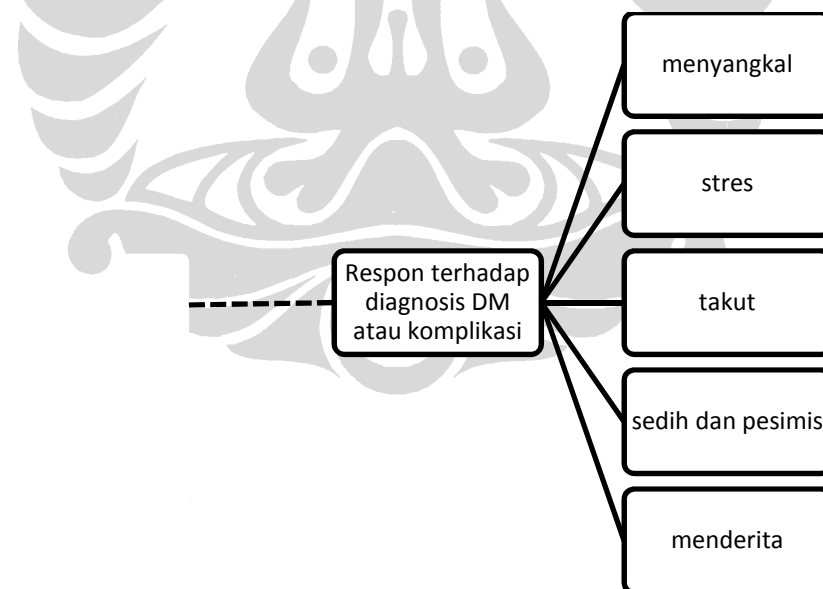 menyangkal
stres
Respon terhadap
diagnosis DM
atau komplikasi
takut
sedih dan pesimis
menderita